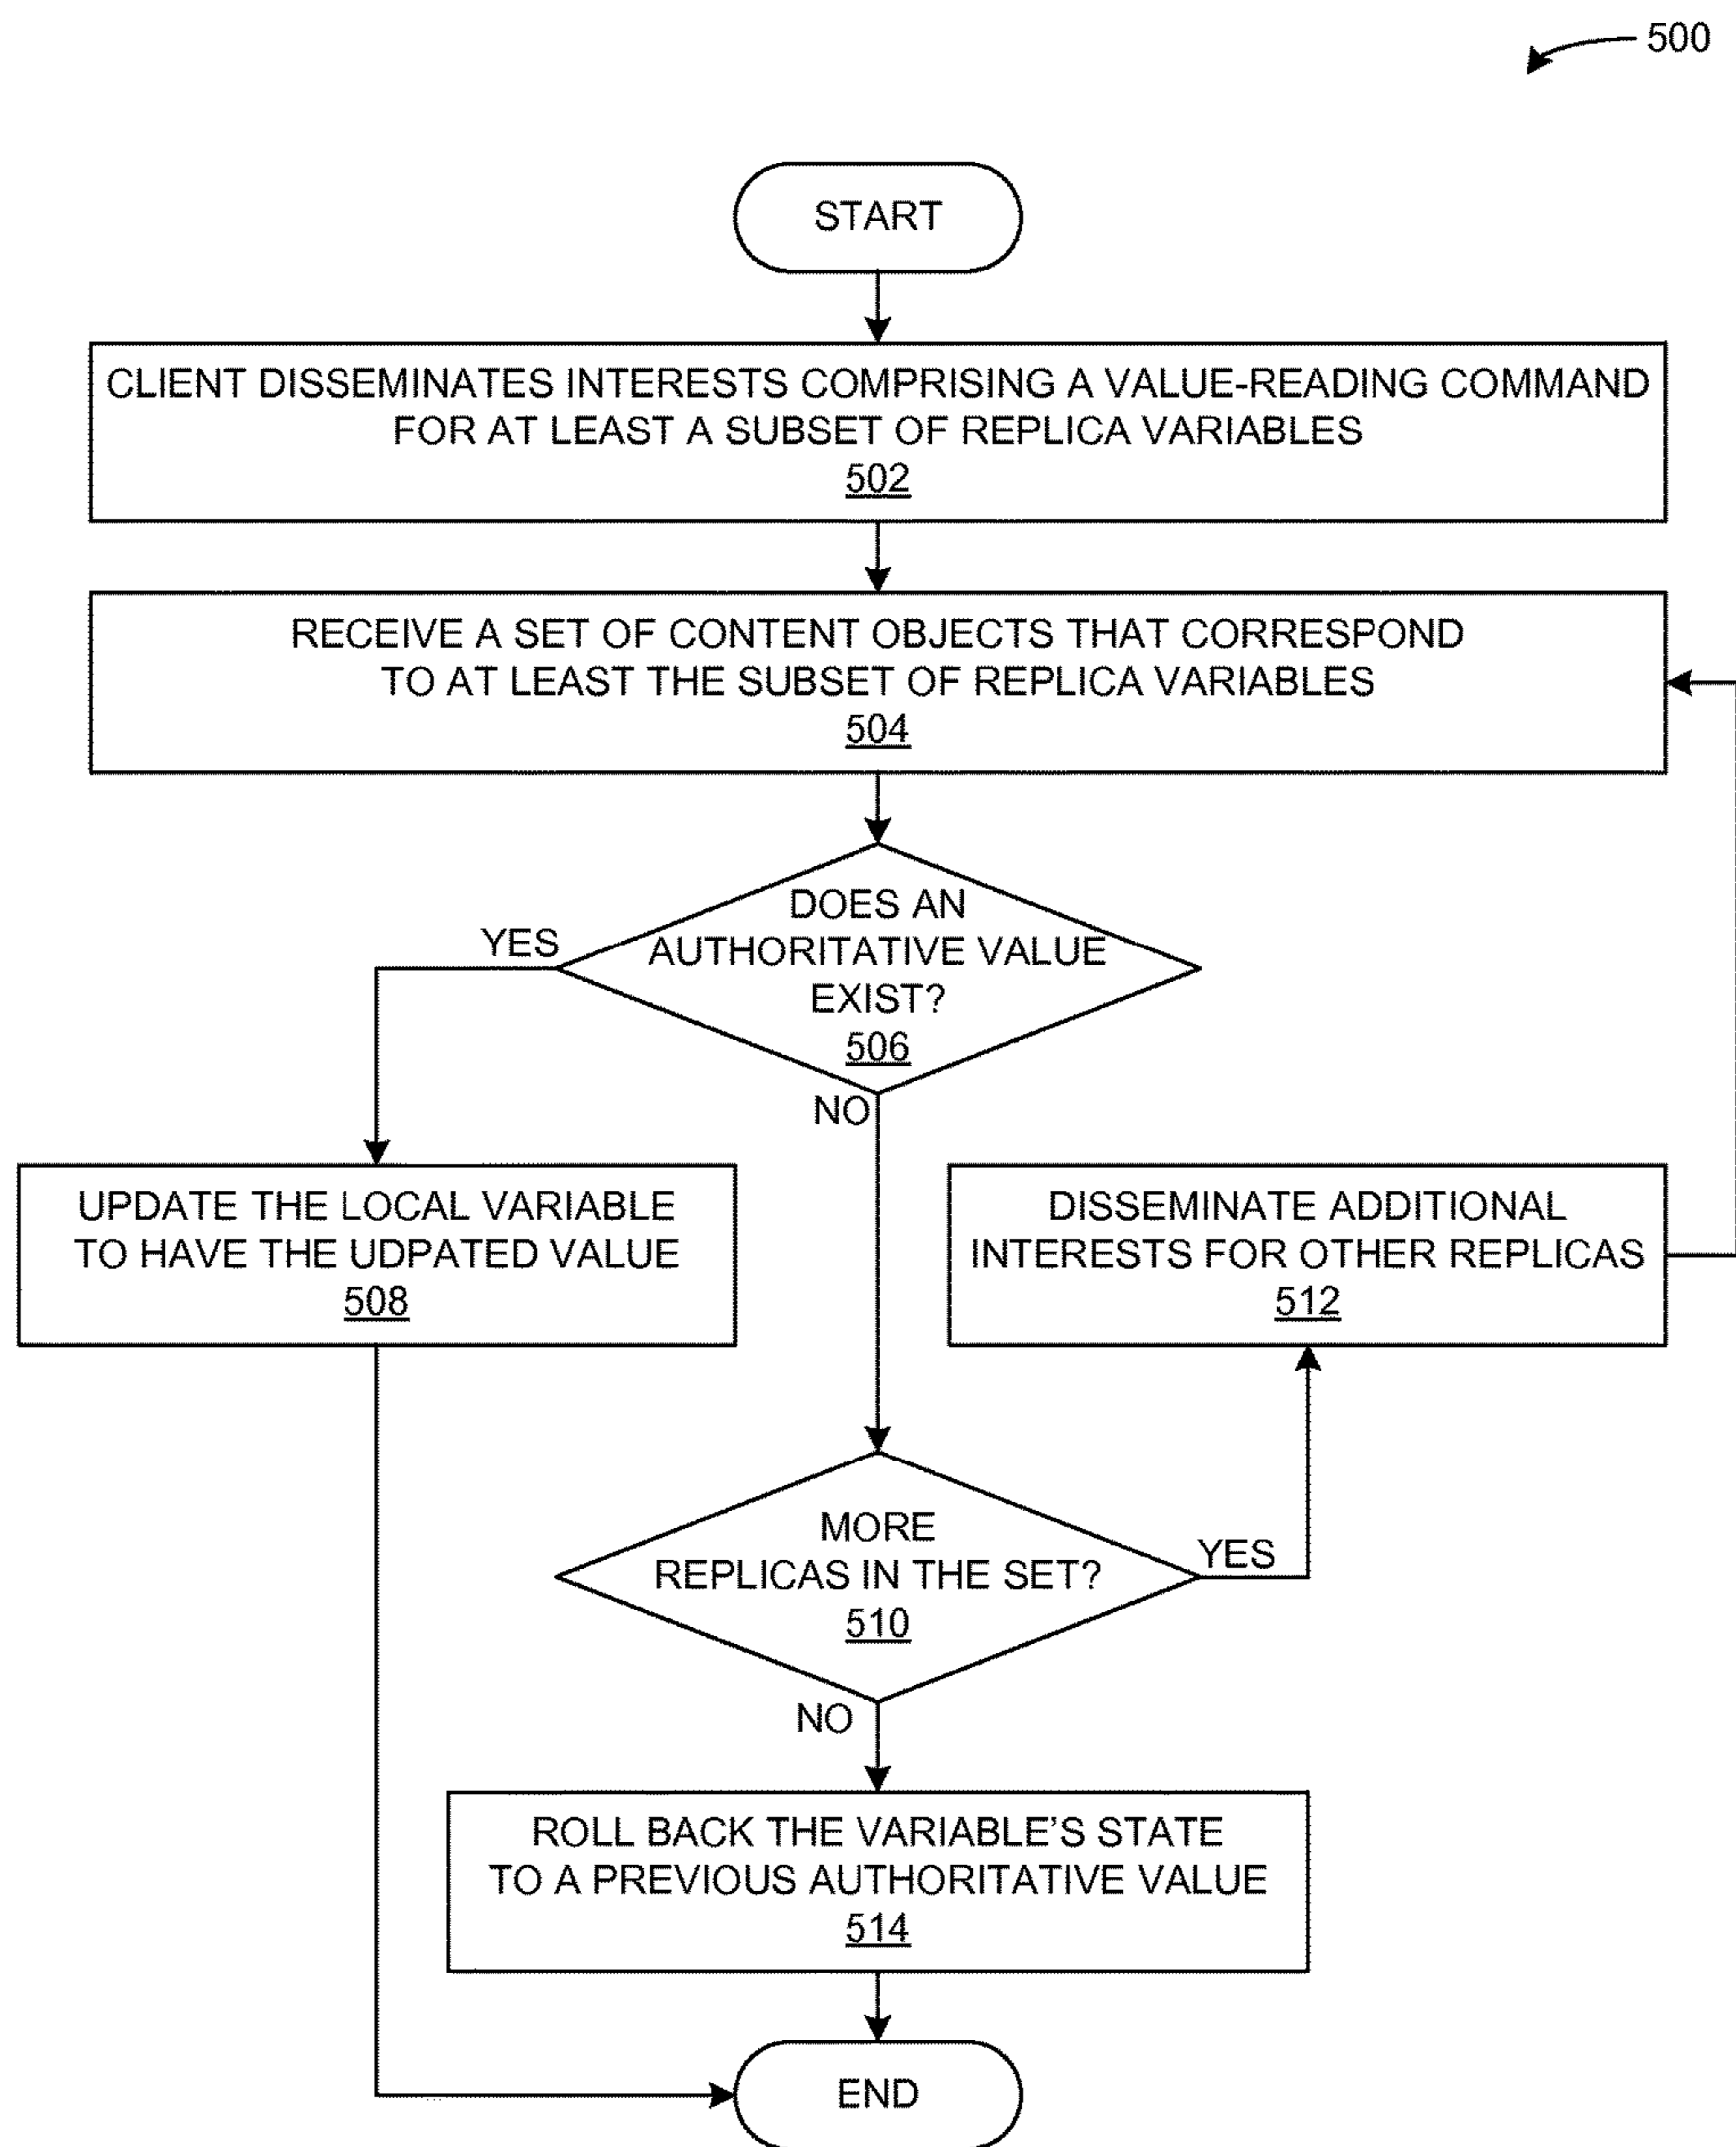 500
START
CLIENT DISSEMINATES INTERESTS COMPRISING A VALUE-READING COMMAND
FOR AT LEAST A SUBSET OF REPLICA VARIABLES
502
RECEIVE A SET OF CONTENT OBJECTS THAT CORRESPOND
TO AT LEAST THE SUBSET OF REPLICA VARIABLES
504
DOES AN
AUTHORITATIVE VALUE
EXIST?
506
YES
NO
UPDATE THE LOCAL VARIABLE
TO HAVE THE UDPATED VALUE
508
DISSEMINATE ADDITIONAL
INTERESTS FOR OTHER REPLICAS
512
MORE
REPLICAS IN THE SET?
510
YES
NO
ROLL BACK THE VARIABLE'S STATE
TO A PREVIOUS AUTHORITATIVE VALUE
514
END